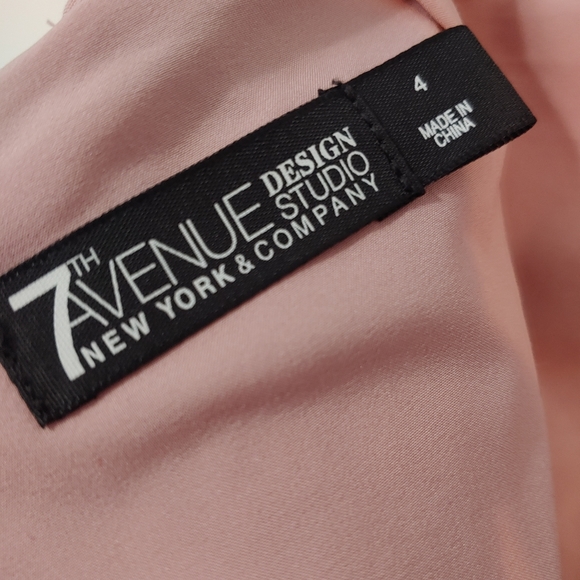 7TH AVENUE DESIGN STUDIO
NEW YORK & COMPANY
4
MADE IN
CHINA